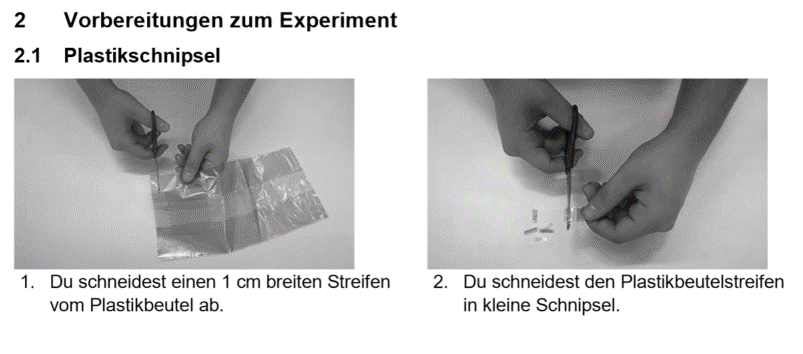 2 Vorbereitungen zum Experiment
2.1 Plastikschnipsel
1. Du schneidest einen 1 cm breiten Streifen
vom Plastikbeutel ab.
2. Du schneidest den Plastikbeutelstreifen
in kleine Schnipsel.